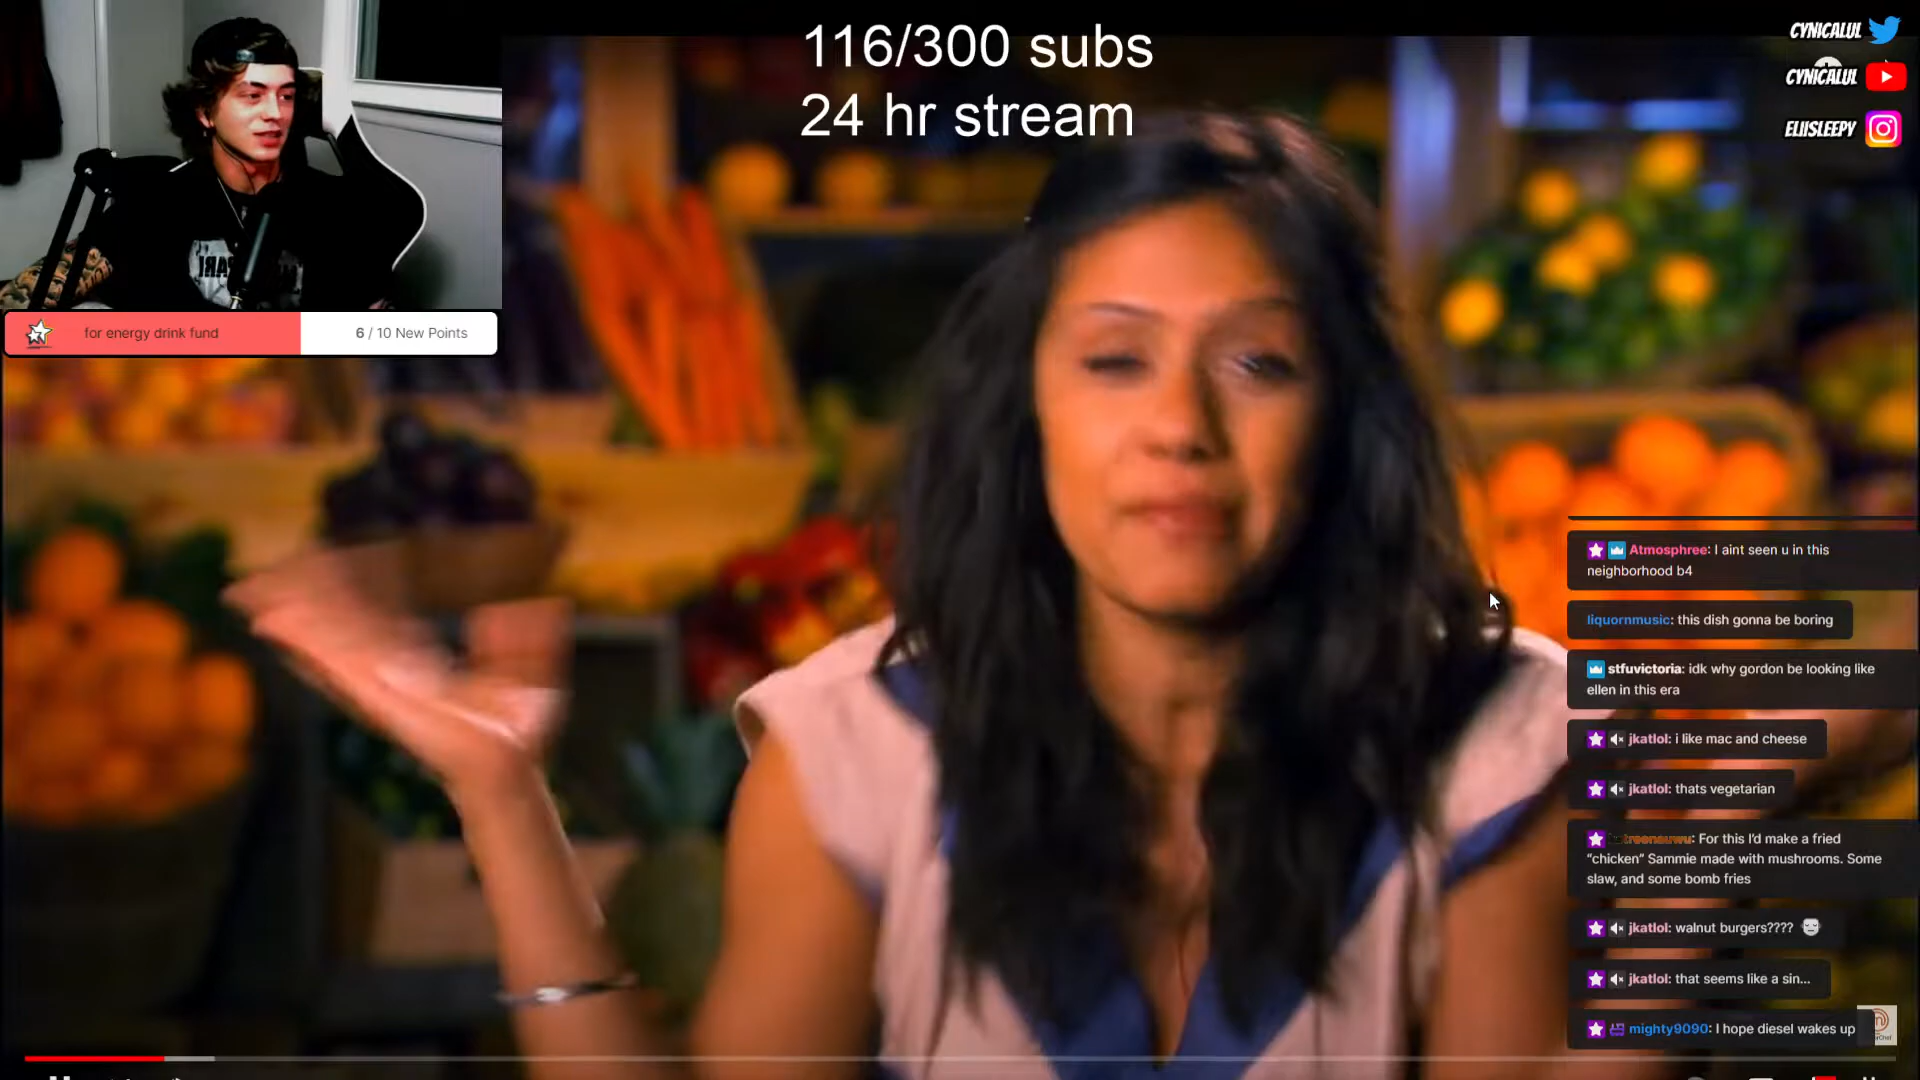 116/300 subs
24 hr stream
CYNICALUL
CYNICALUL
ELIISLEEPY
for energy drink fund
6 / 10 New Points
Atmosphree: I aint seen u in this
neighborhood b4
liquornmusic: this dish gonna be boring
stfuvictoria: idk why gordon be looking like
ellen in this era
jkatlol: i like mac and cheese
jkatlol: thats vegetarian
: For this I'd make a fried
“chicken” Sammie made with mushrooms. Some
slaw, and some bomb fries
jkatlol: walnut burgers????
jkatlol: that seems like a sin...
mighty9090: I hope diesel wakes up